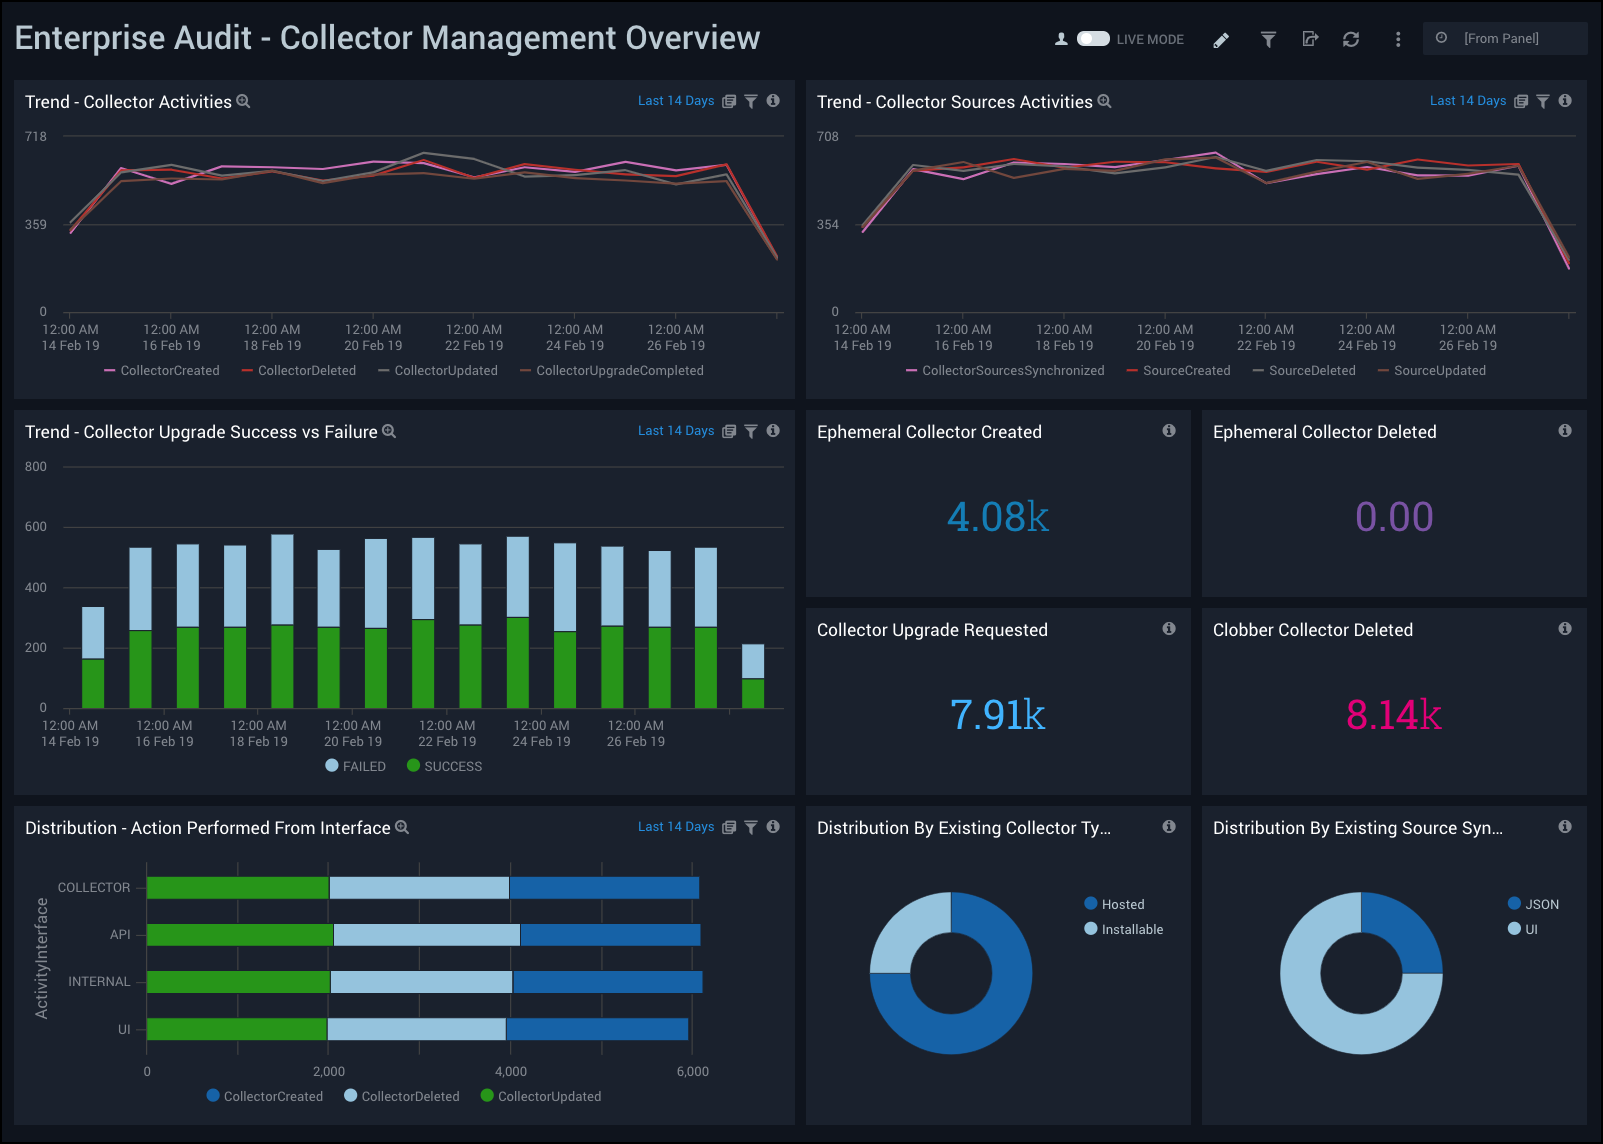 Enterprise Audit - Collector Management Overview
LIVE MODE
[From Panel]
Trend - Collector Activities
Last 14 Days
718
359
0
12:00 AM 12:00 AM 12:00 AM 12:00 AM 12:00 AM 12:00 AM 12:00 AM
14 Feb 19 16 Feb 19 18 Feb 19 20 Feb 19 22 Feb 19 24 Feb 19 26 Feb 19
CollectorCreated CollectorDeleted CollectorUpdated CollectorUpgradeCompleted
Trend - Collector Sources Activities
Last 14 Days
708
354
0
12:00 AM 12:00 AM 12:00 AM 12:00 AM 12:00 AM 12:00 AM 12:00 AM
14 Feb 19 16 Feb 19 18 Feb 19 20 Feb 19 22 Feb 19 24 Feb 19 26 Feb 19
CollectorSourcesSynchronized SourceCreated SourceDeleted SourceUpdated
Trend - Collector Upgrade Success vs Failure
Last 14 Days
800
600
400
200
0
12:00 AM 12:00 AM 12:00 AM 12:00 AM 12:00 AM 12:00 AM 12:00 AM
14 Feb 19 16 Feb 19 18 Feb 19 20 Feb 19 22 Feb 19 24 Feb 19 26 Feb 19
FAILED SUCCESS
Ephemeral Collector Created
4.08k
Ephemeral Collector Deleted
0.00
Collector Upgrade Requested
7.91k
Clobber Collector Deleted
8.14k
Distribution - Action Performed From Interface
Last 14 Days
ActivityInterface
COLLECTOR
API
INTERNAL
UI
0 2,000 4,000 6,000
CollectorCreated CollectorDeleted CollectorUpdated
Distribution By Existing Collector Ty...
Hosted
Installable
Distribution By Existing Source Syn...
JSON
UI